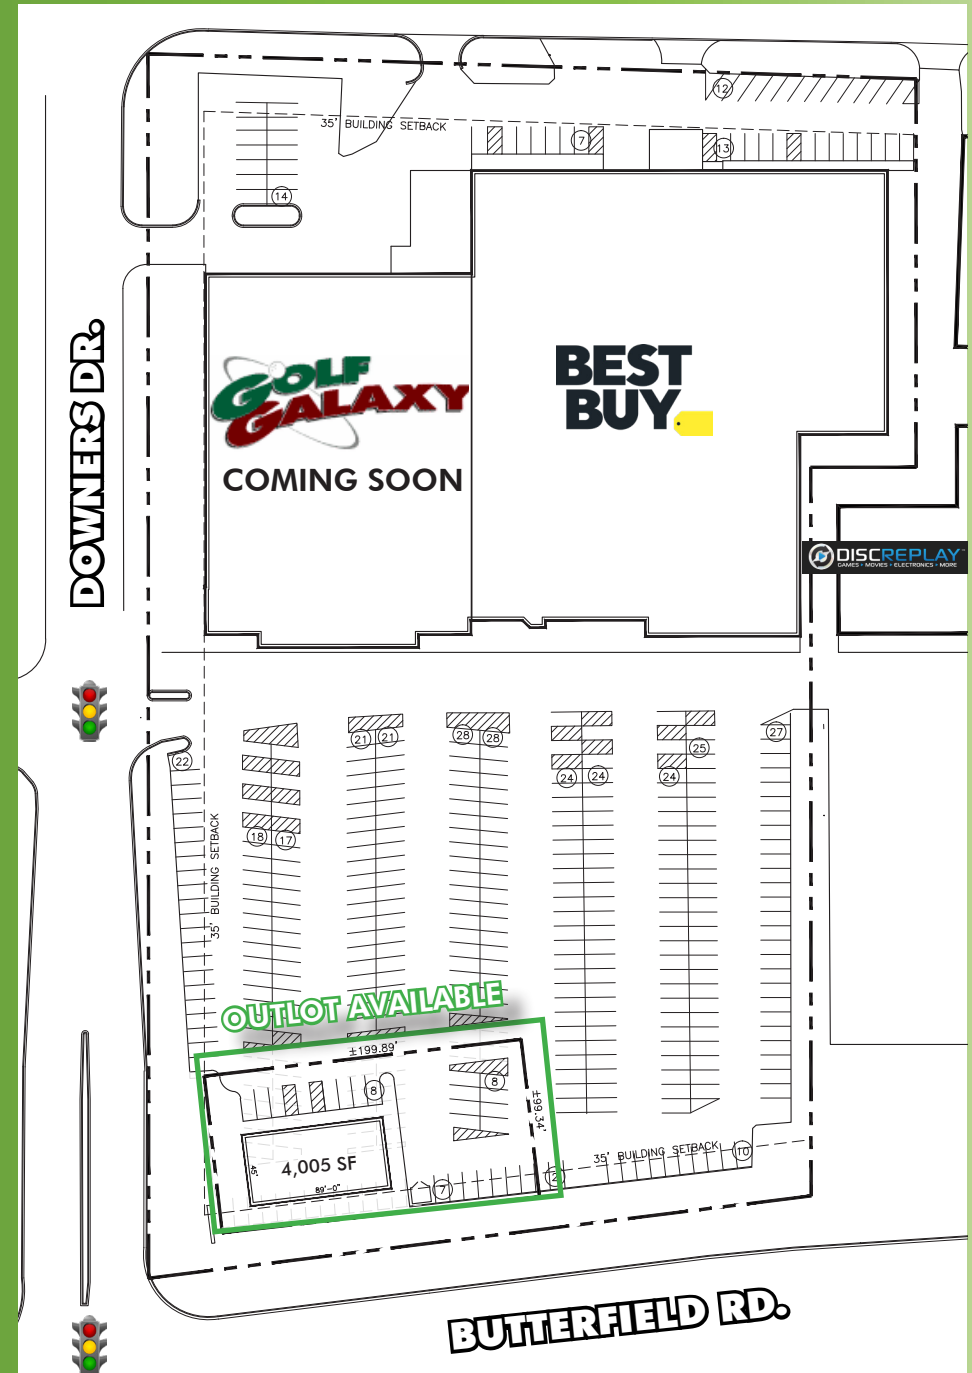 12
35' BUILDING SETBACK
7
13
14
DOWNERS DR.
GOLF
GALAXY
COMING SOON
BEST
BUY
DISCREPLAY
GAMES • MOVIES • ELECTRONICS • MORE
22
21 21
28 28
24 24
24
25
27
18 17
35' BUILDING SETBACK
OUTLOT AVAILABLE
±199.89'
8
8
±99.34'
45'
4,005 SF
89'-0"
7
35' BUILDING SETBACK
10
BUTTERFIELD RD.